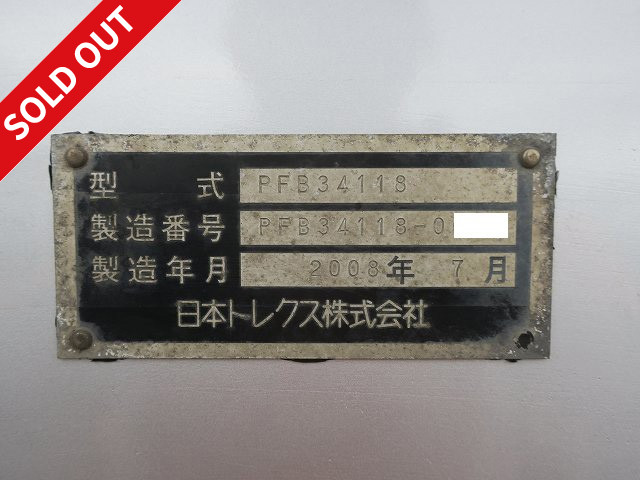 SOLD OUT
型式 PFB34118
製造番号 PFB34118-0
製造年月 2008年 7月
日本トレクス株式会社